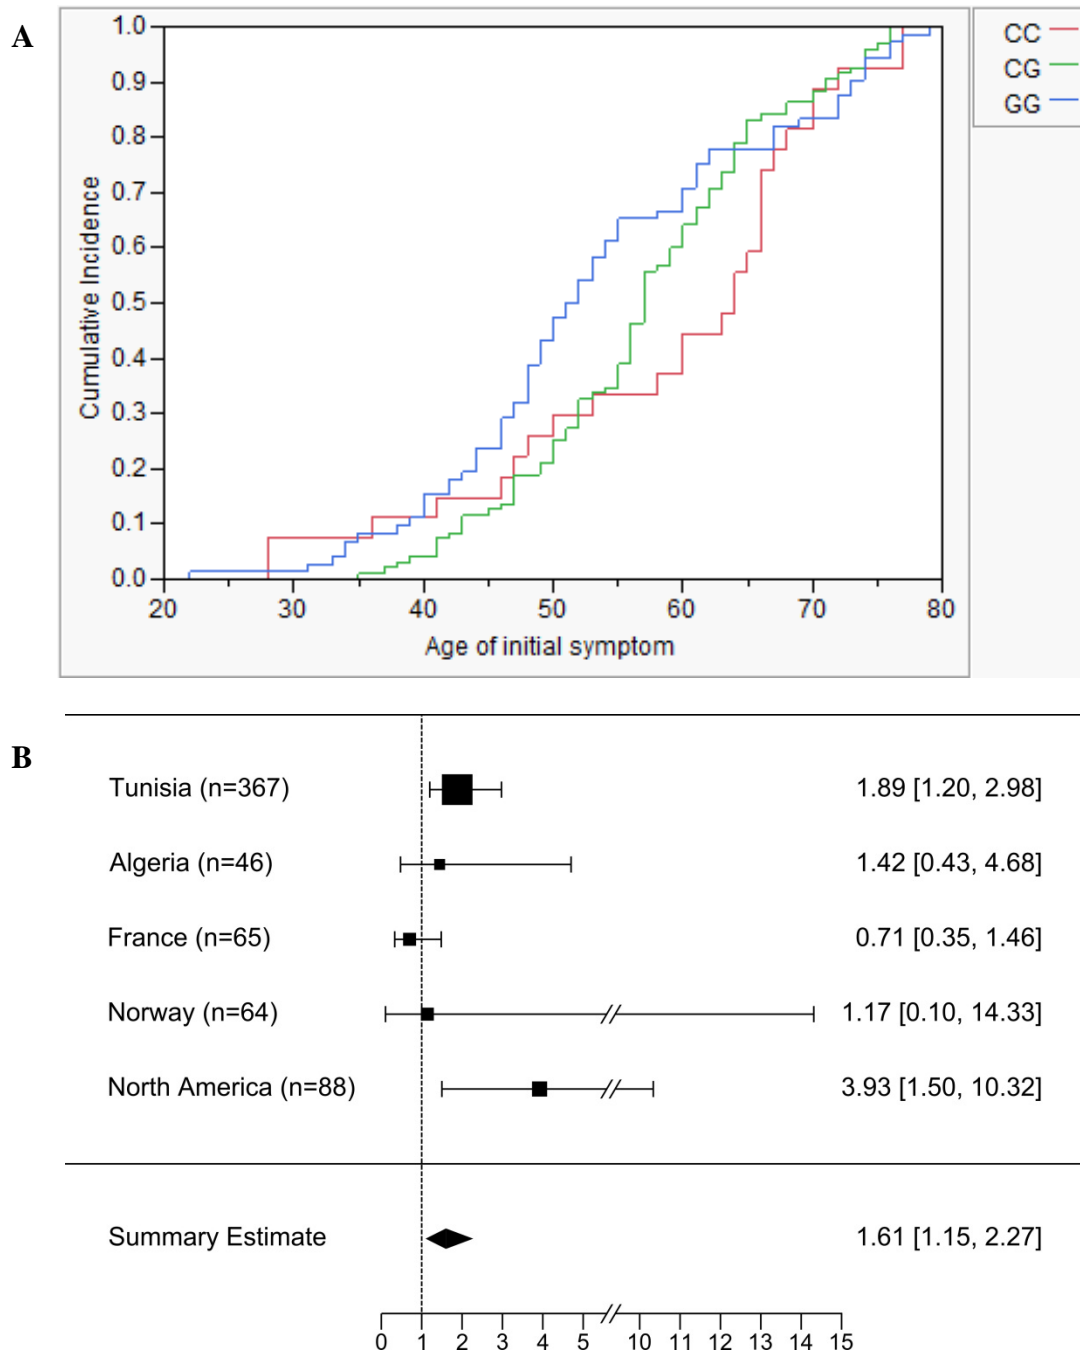 A
CC
CG
GG
1.0
0.9
0.8
0.7
0.6
0.5
0.4
0.3
0.2
0.1
0.0
Cumulative Incidence
20 30 40 50 60 70 80
Age of initial symptom
B
Tunisia (n=367) 1.89 [1.20, 2.98]
Algeria (n=46) 1.42 [0.43, 4.68]
France (n=65) 0.71 [0.35, 1.46]
Norway (n=64) 1.17 [0.10, 14.33]
North America (n=88) 3.93 [1.50, 10.32]
Summary Estimate 1.61 [1.15, 2.27]
0 1 2 3 4 5 // 10 11 12 13 14 15